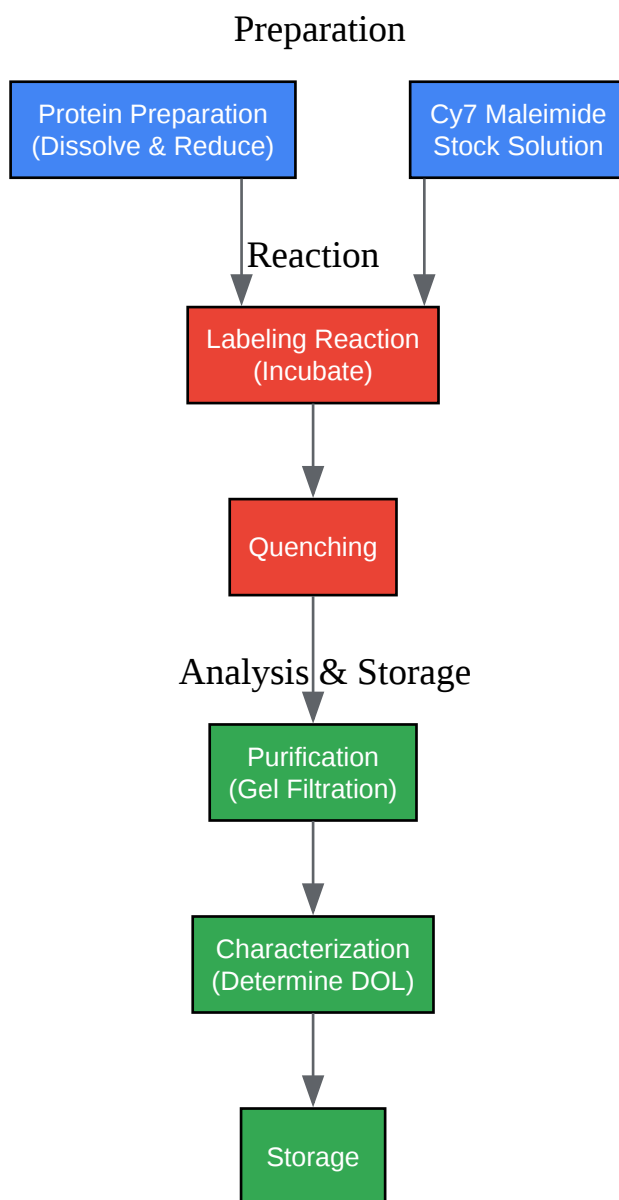 Preparation
Protein Preparation
(Dissolve & Reduce)
Cy7 Maleimide
Stock Solution
Reaction
Labeling Reaction
(Incubate)
Quenching
Analysis & Storage
Purification
(Gel Filtration)
Characterization
(Determine DOL)
Storage